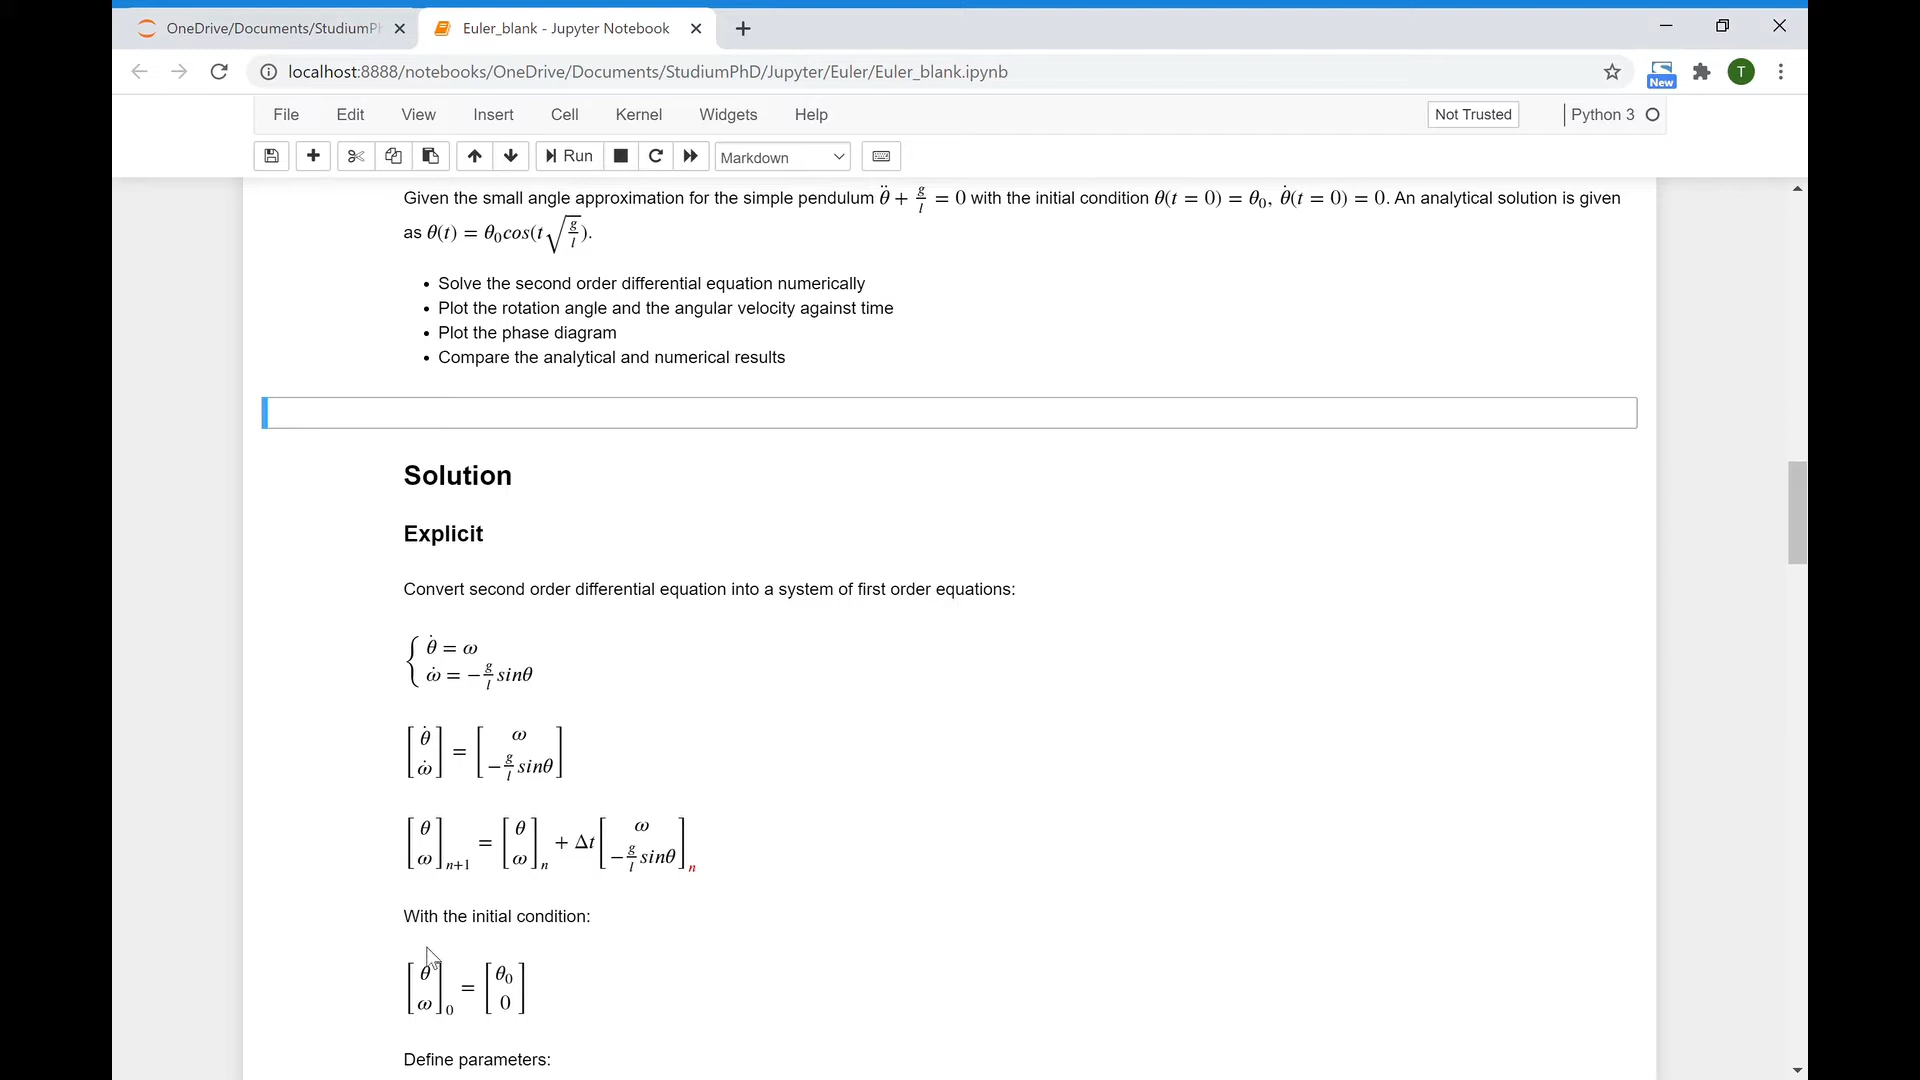 OneDrive/Documents/StudiumPh
Euler_blank - Jupyter Notebook
localhost:8888/notebooks/OneDrive/Documents/StudiumPhD/Jupyter/Euler/Euler_blank.ipynb
New
T
File Edit View Insert Cell Kernel Widgets Help
Not Trusted
Python 3
Run
Markdown
Given the small angle approximation for the simple pendulum θ̈ + g/l = 0 with the initial condition θ(t = 0) = θ₀, θ̇(t = 0) = 0. An analytical solution is given
as θ(t) = θ₀cos(t√(g/l)).
• Solve the second order differential equation numerically
• Plot the rotation angle and the angular velocity against time
• Plot the phase diagram
• Compare the analytical and numerical results
Solution
Explicit
Convert second order differential equation into a system of first order equations:
{ θ̇ = ω
ω̇ = −g/l sinθ
[θ̇ ω̇] = [ω −g/l sinθ]
[θ ω]n+1 = [θ ω]n + Δt [ω −g/l sinθ]n
With the initial condition:
[θ ω]0 = [θ₀ 0]
Define parameters: